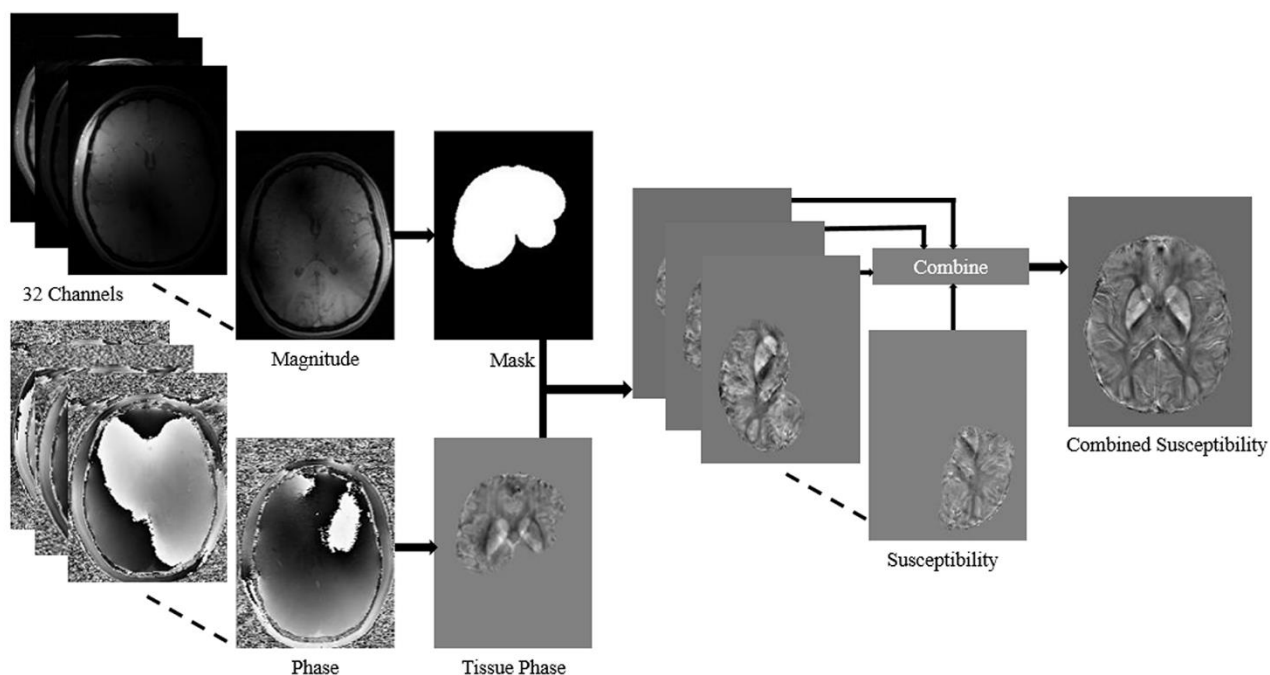 32 Channels
Magnitude
Mask
Combine
Combined Susceptibility
Susceptibility
Phase
Tissue Phase